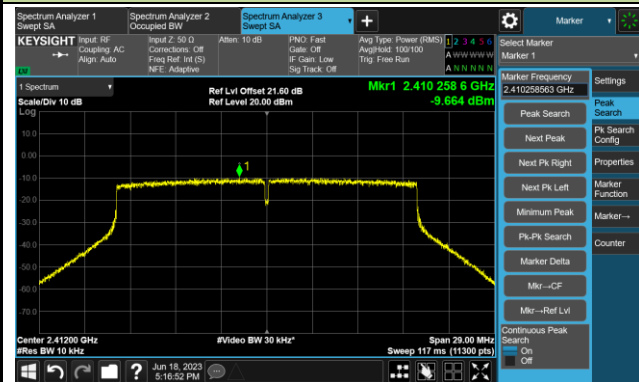 Spectrum Analyzer 1
Swept SA
Spectrum Analyzer 2
Occupied BW
Spectrum Analyzer 3
Swept SA
Marker
KEYSIGHT
Input: RF
Coupling: AC
Align: Auto
Input Z: 50 Ω
Corrections: Off
Freq Ref: Int (S)
NFE: Adaptive
Atten: 10 dB
PNO: Fast
Gate: Off
IF Gain: Low
Sig Track: Off
Avg Type: Power (RMS)
Avg|Hold: 100/100
Trig: Free Run
1 2 3 4 5 6
A W W W W W
A N N N N N
LXI
Select Marker
Marker 1
1 Spectrum
Scale/Div 10 dB
Ref Lvl Offset 21.60 dB
Ref Level 20.00 dBm
Mkr1 2.410 258 6 GHz
-9.664 dBm
Log
10.0
0.00
-10.0
-20.0
-30.0
-40.0
-50.0
-60.0
-70.0
1
Center 2.41200 GHz
#Res BW 10 kHz
#Video BW 30 kHz*
Span 29.00 MHz
Sweep 117 ms (11300 pts)
Marker Frequency
2.410258563 GHz
Peak Search
Next Peak
Next Pk Right
Next Pk Left
Minimum Peak
Pk-Pk Search
Marker Delta
Mkr→CF
Mkr→Ref Lvl
Continuous Peak
Search
On
Off
Settings
Peak
Search
Pk Search
Config
Properties
Marker
Function
Marker→
Counter
Jun 18, 2023
5:16:52 PM